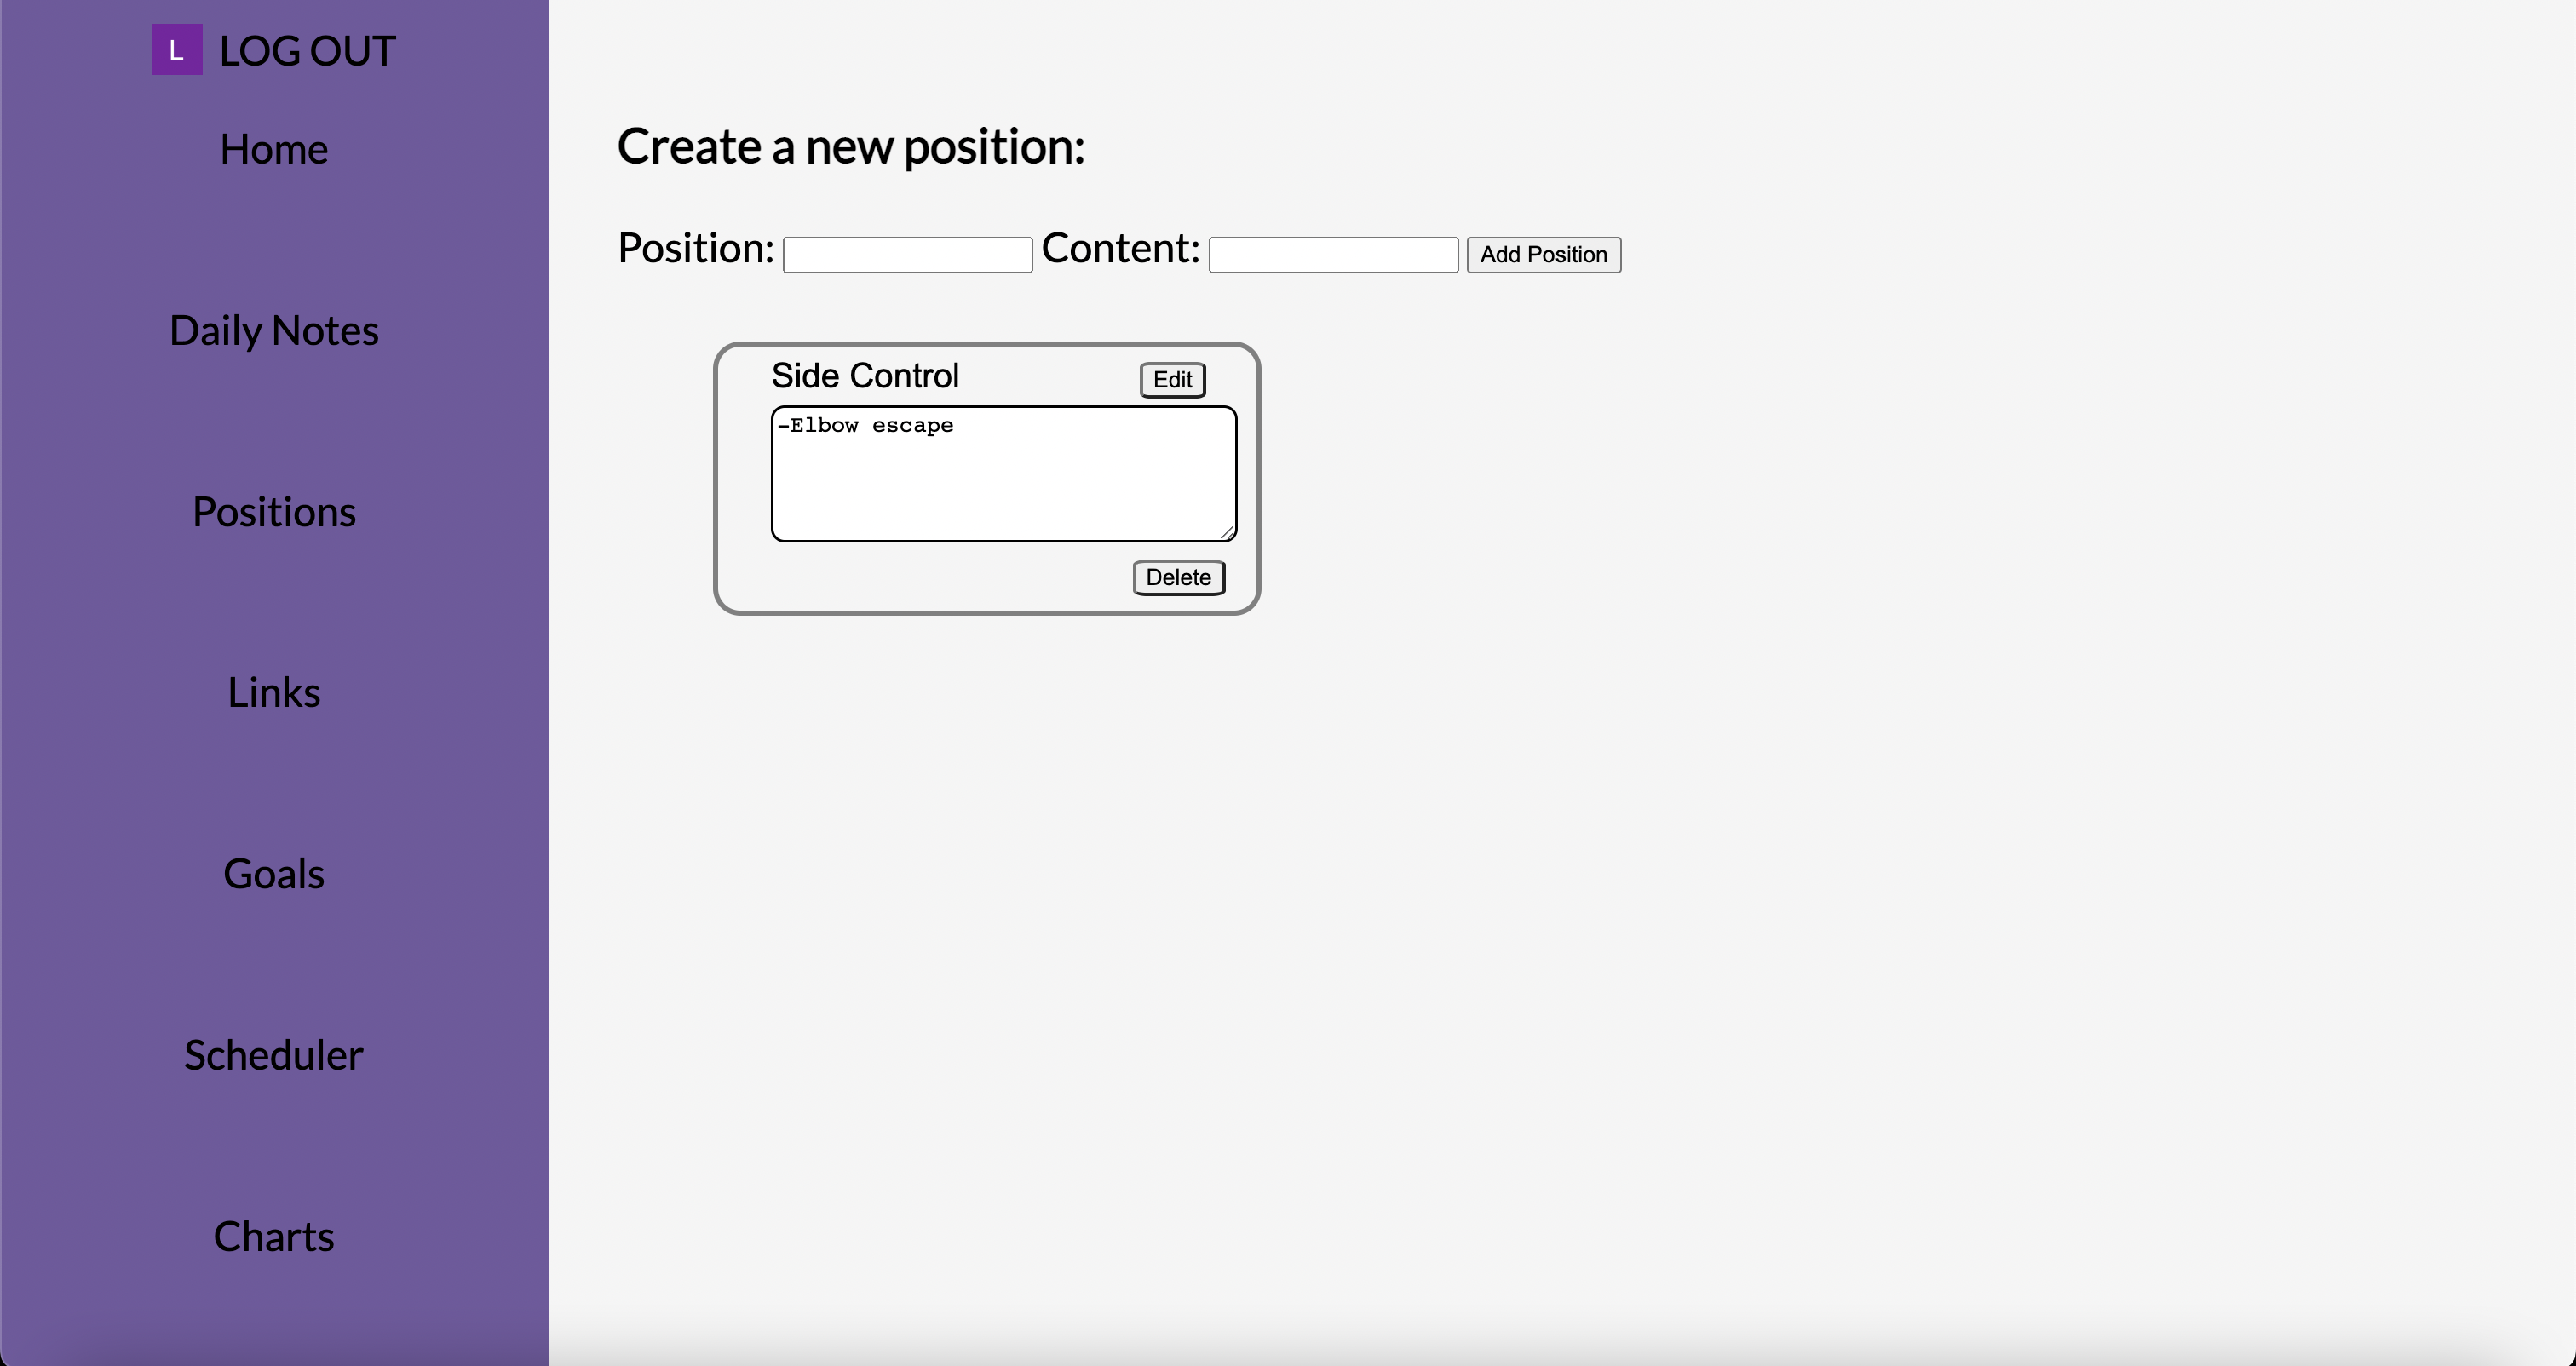 L LOG OUT
Home
Daily Notes
Positions
Links
Goals
Scheduler
Charts
Create a new position:
Position: Content: Add Position
Side Control Edit
-Elbow escape
Delete